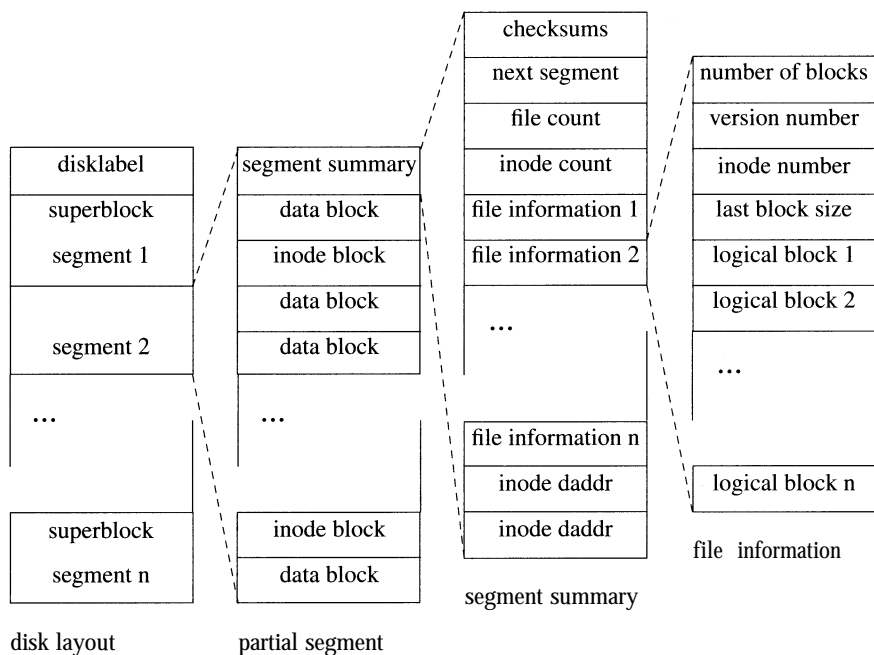 disklabel
superblock
segment 1
segment 2
...
superblock
segment n
disk layout
segment summary
data block
inode block
data block
data block
...
inode block
data block
partial segment
checksums
next segment
file count
inode count
file information 1
file information 2
...
file information n
inode daddr
inode daddr
segment summary
number of blocks
version number
inode number
last block size
logical block 1
logical block 2
...
logical block n
file information